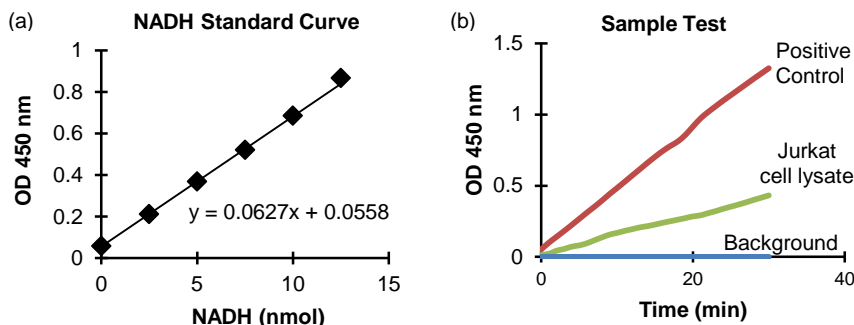 (a)
NADH Standard Curve
OD 450 nm
1
0.8
0.6
0.4
0.2
0
y = 0.0627x + 0.0558
0
5
10
15
NADH (nmol)
(b)
Sample Test
OD 450 nm
1.5
1
0.5
0
Positive
Control
Jurkat
cell lysate
Background
0
20
40
Time (min)